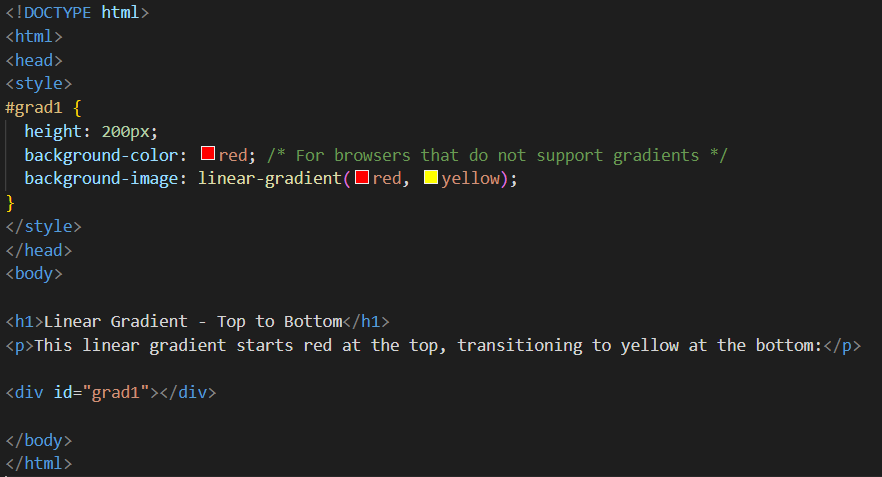 <!DOCTYPE html>
<html>
<head>
<style>
#grad1 {
  height: 200px;
  background-color: red; /* For browsers that do not support gradients */
  background-image: linear-gradient(red, yellow);
}
</style>
</head>
<body>
<h1>Linear Gradient - Top to Bottom</h1>
<p>This linear gradient starts red at the top, transitioning to yellow at the bottom:</p>
<div id="grad1"></div>
</body>
</html>